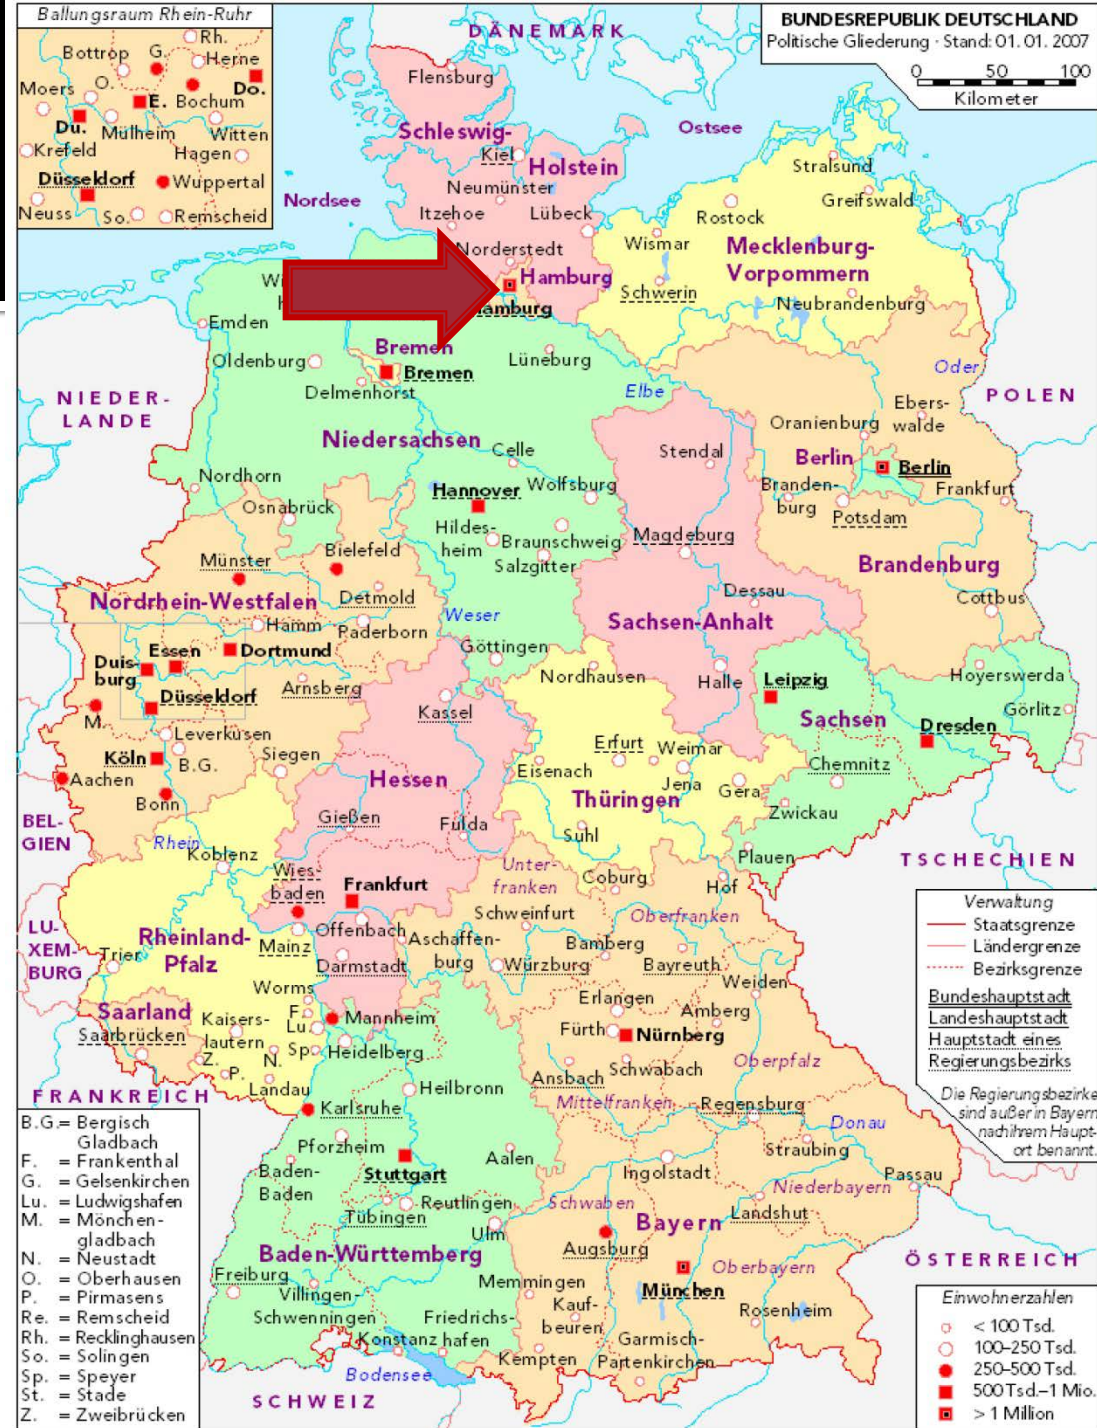 Ballungsraum Rhein-Ruhr
Rh.
Bottrop G. Herne
Moers O. Do.
E. Bochum
Du. Mülheim Witten
Krefeld Hagen
Düsseldorf Wuppertal
Neuss So. Remscheid
BUNDESREPUBLIK DEUTSCHLAND
Politische Gliederung · Stand: 01. 01. 2007
0 50 100
Kilometer
DÄNEMARK
Flensburg
Schleswig-
Holstein
Kiel
Ostsee
Nordsee
Neumünster
Itzehoe
Lübeck
Norderstedt
Hamburg
Hamburg
Stralsund
Greifswald
Rostock
Wismar
Mecklenburg-
Vorpommern
Schwerin
Neubrandenburg
Emden
Oldenburg
Bremen
Bremen
Delmenhorst
Lüneburg
Elbe
Oder
NIEDER-
LANDE
POLEN
Niedersachsen
Celle
Nordhorn
Osnabrück
Hannover
Wolfsburg
Hildes-
heim
Braunschweig
Salzgitter
Stendal
Magdeburg
Oranienburg
Ebers-
walde
Berlin
Berlin
Branden-
burg
Potsdam
Frankfurt
Brandenburg
Cottbus
Münster
Bielefeld
Nordrhein-Westfalen
Detmold
Hamm
Paderborn
Weser
Göttingen
Dessau
Sachsen-Anhalt
Essen
Dortmund
Duis-
burg
Düsseldorf
Arnsberg
M.
Leverkusen
Köln
B.G.
Siegen
Aachen
Bonn
Kassel
Nordhausen
Halle
Leipzig
Hoyerswerda
Görlitz
Sachsen
Dresden
Hessen
Erfurt
Weimar
Eisenach
Jena
Gera
Chemnitz
Thüringen
Zwickau
Gießen
Fulda
Suhl
Plauen
BEL-
GIEN
Rhein
Koblenz
TSCHECHIEN
Wies-
baden
Frankfurt
Unter-
franken
Coburg
Hof
Schweinfurt
Oberfranken
LU-
XEM-
BURG
Rheinland-
Pfalz
Trier
Mainz
Offenbach
Darmstadt
Aschaffen-
burg
Würzburg
Bamberg
Bayreuth
Weiden
Worms
Erlangen
Amberg
Saarland
Saarbrücken
Kaisers-
lautern
F.
Lu.
Mannheim
Fürth
Nürnberg
Z.
P.
N.
Sp.
Heidelberg
Ansbach
Schwabach
Oberpfalz
Landau
Heilbronn
Mittelfranken
Regensburg
FRANKREICH
Karlsruhe
Donau
Straubing
Pforzheim
Baden-
Baden
Stuttgart
Aalen
Ingolstadt
Passau
Tübingen
Reutlingen
Schwaben
Niederbayern
Ulm
Bayern
Landshut
Augsburg
Baden-Württemberg
ÖSTERREICH
Freiburg
Villingen-
Schwenningen
Memmingen
München
Oberbayern
Friedrichs-
hafen
Kauf-
beuren
Rosenheim
Konstanz
Kempten
Garmisch-
Partenkirchen
Bodensee
SCHWEIZ
Verwaltung
Staatsgrenze
Ländergrenze
Bezirksgrenze
Bundeshauptstadt
Landeshauptstadt
Hauptstadt eines
Regierungsbezirks
Die Regierungsbezirke
sind außer in Bayern
nach ihrem Haupt-
ort benannt.
B.G.= Bergisch
Gladbach
F. = Frankenthal
G. = Gelsenkirchen
Lu. = Ludwigshafen
M. = Mönchen-
gladbach
N. = Neustadt
O. = Oberhausen
P. = Pirmasens
Re. = Remscheid
Rh. = Recklinghausen
So. = Solingen
Sp. = Speyer
St. = Stade
Z. = Zweibrücken
Einwohnerzahlen
< 100 Tsd.
100–250 Tsd.
250–500 Tsd.
500 Tsd.–1 Mio.
> 1 Million